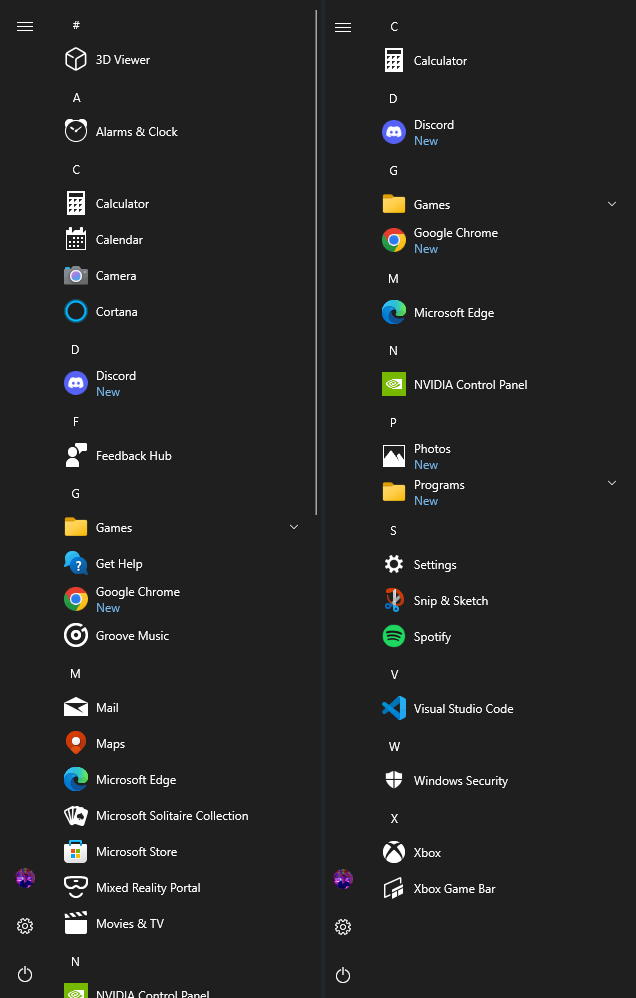 #
3D Viewer
A
Alarms & Clock
C
Calculator
Calendar
Camera
Cortana
D
Discord
New
F
Feedback Hub
G
Games
Get Help
Google Chrome
New
Groove Music
M
Mail
Maps
Microsoft Edge
Microsoft Solitaire Collection
Microsoft Store
Mixed Reality Portal
Movies & TV
N
NVIDIA Control Panel
C
Calculator
D
Discord
New
G
Games
Google Chrome
New
M
Microsoft Edge
N
NVIDIA Control Panel
P
Photos
New
Programs
New
S
Settings
Snip & Sketch
Spotify
V
Visual Studio Code
W
Windows Security
X
Xbox
Xbox Game Bar